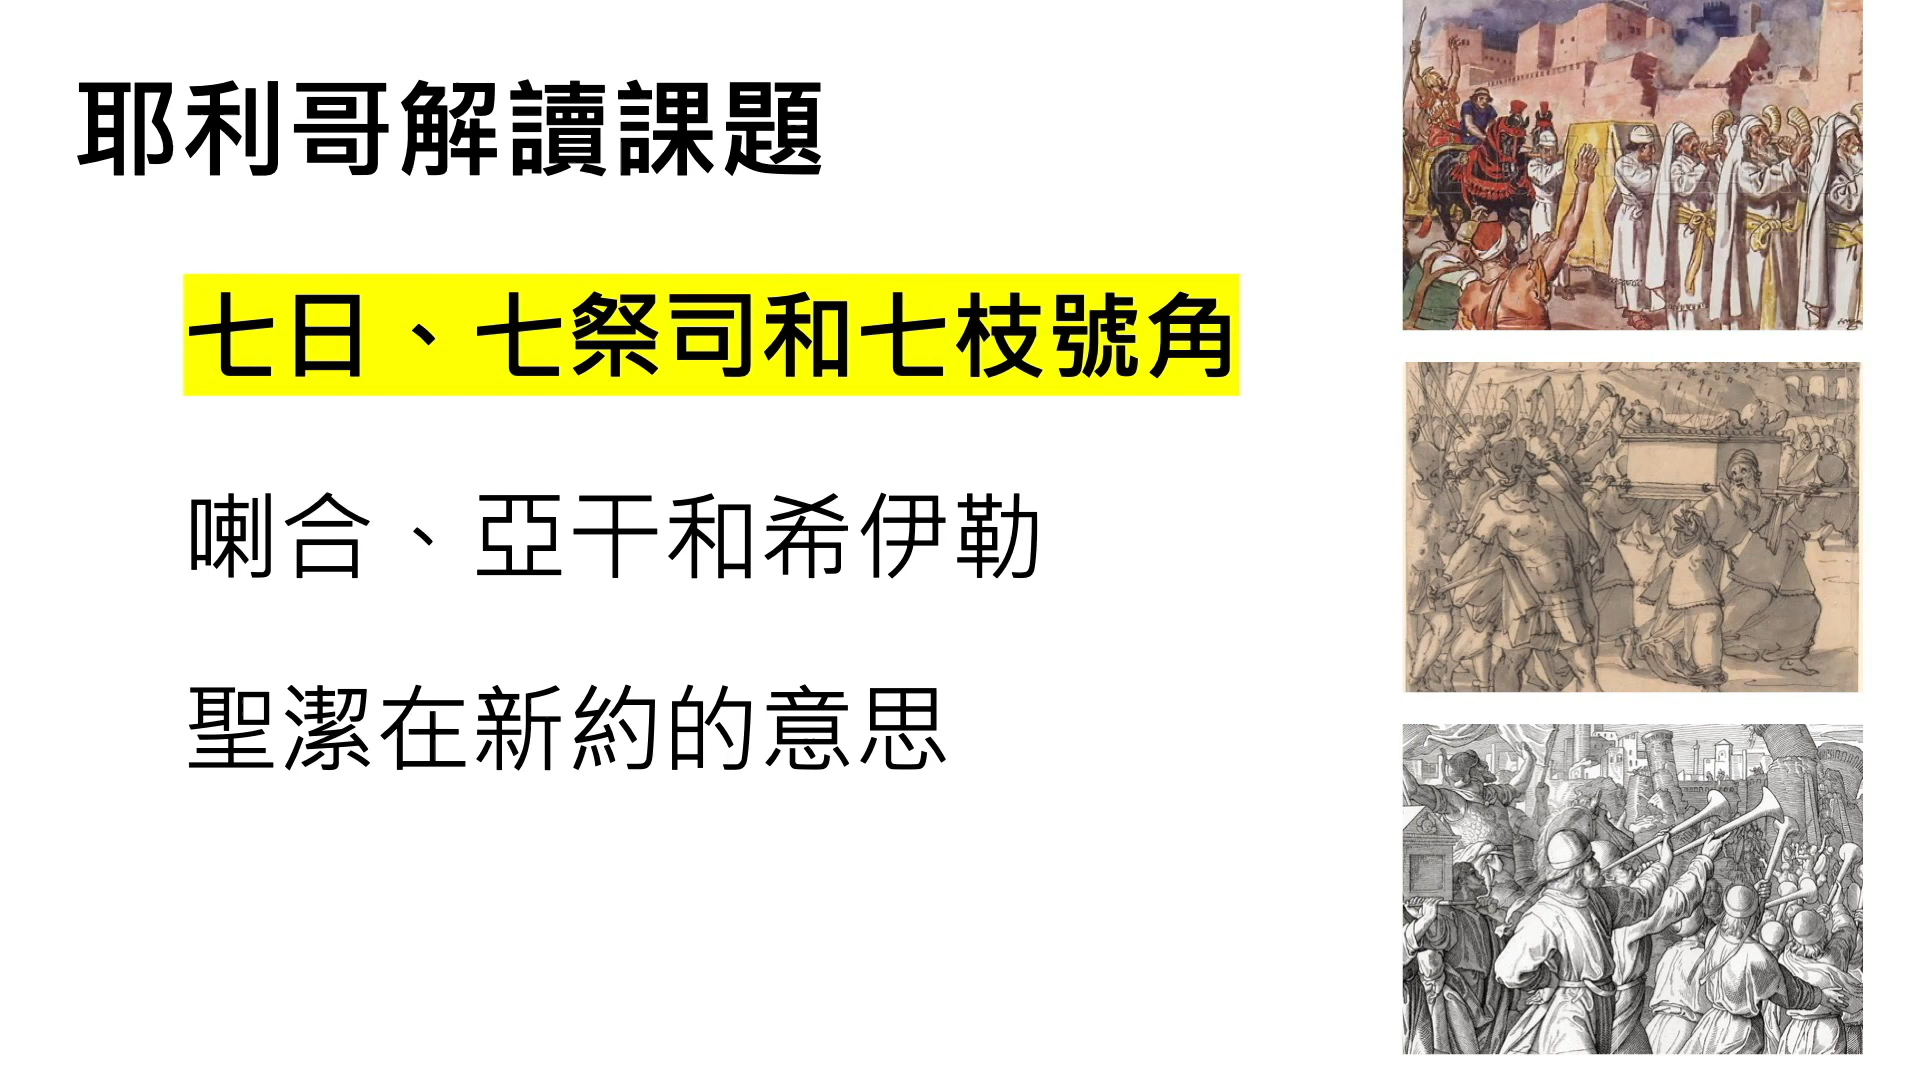 耶利哥解讀課題
七日、七祭司和七枝號角
喇合、亞干和希伊勒
聖潔在新約的意思